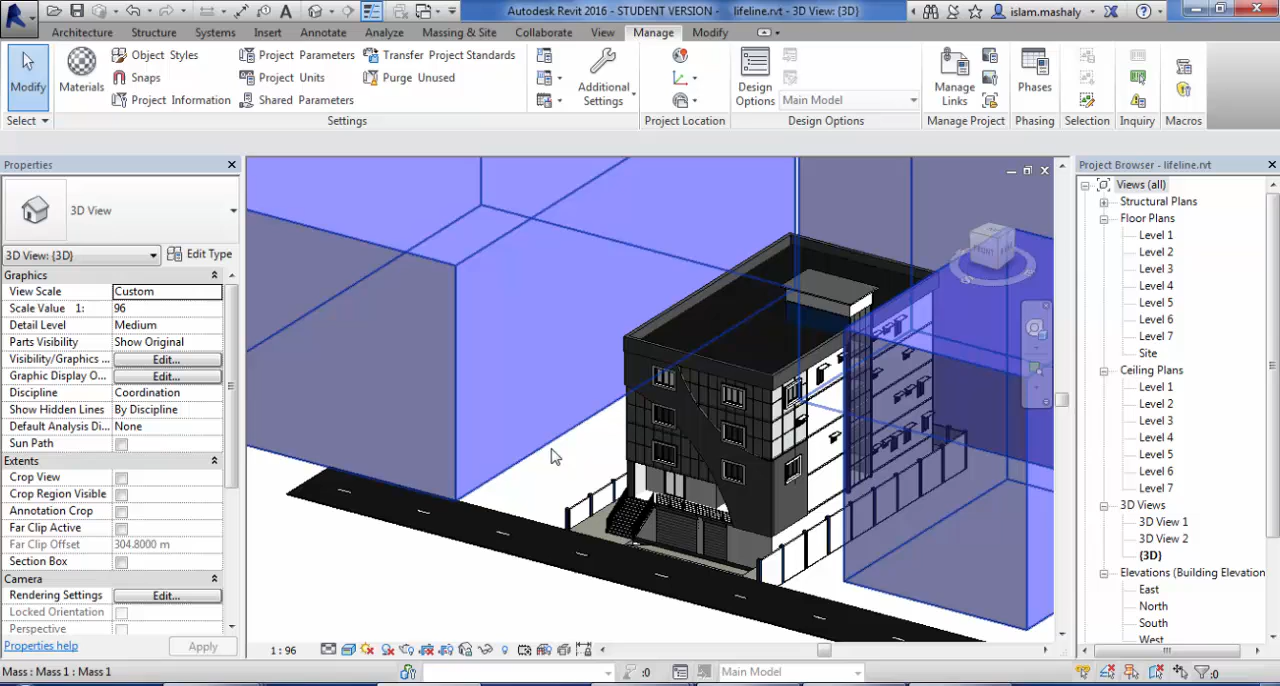 Autodesk Revit 2016 - STUDENT VERSION - lifeline.rvt - 3D View: {3D}
islam.mashaly
Architecture Structure Systems Insert Annotate Analyze Massing & Site Collaborate View Manage Modify
Modify
Select
Materials
Object Styles
Snaps
Project Information
Project Parameters
Project Units
Shared Parameters
Transfer Project Standards
Purge Unused
Settings
Additional
Settings
Project Location
Design
Options
Main Model
Design Options
Manage
Links
Manage Project
Phases
Phasing
Selection
Inquiry
Macros
Properties
3D View
3D View: {3D}
Edit Type
Graphics
View Scale Custom
Scale Value 1: 96
Detail Level Medium
Parts Visibility Show Original
Visibility/Graphics ... Edit...
Graphic Display O... Edit...
Discipline Coordination
Show Hidden Lines By Discipline
Default Analysis Di... None
Sun Path
Extents
Crop View
Crop Region Visible
Annotation Crop
Far Clip Active
Far Clip Offset 304.8000 m
Section Box
Camera
Rendering Settings Edit...
Locked Orientation
Perspective
Properties help
Apply
FRONT
1 : 96
Project Browser - lifeline.rvt
Views (all)
Structural Plans
Floor Plans
Level 1
Level 2
Level 3
Level 4
Level 5
Level 6
Level 7
Site
Ceiling Plans
Level 1
Level 2
Level 3
Level 4
Level 5
Level 6
Level 7
3D Views
3D View 1
3D View 2
{3D}
Elevations (Building Elevation
East
North
South
West
Mass : Mass 1 : Mass 1
:0
Main Model
:0